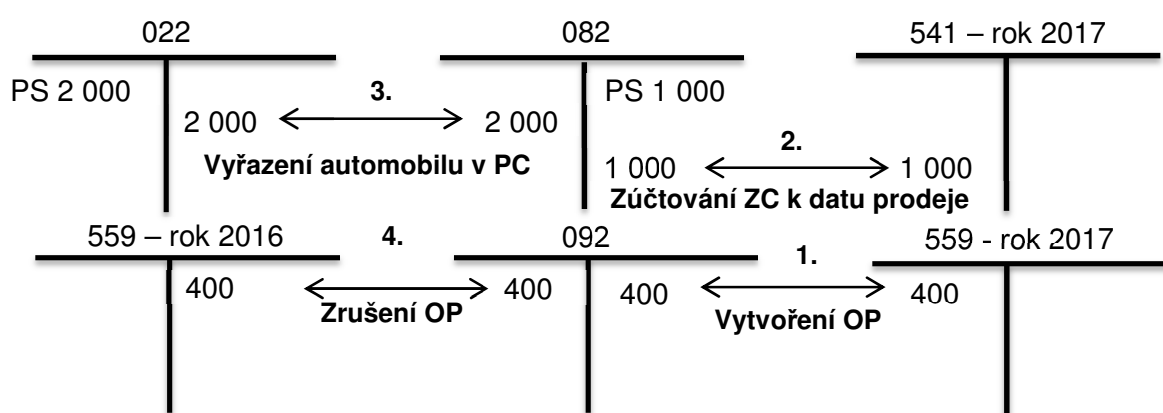 022 082 541 – rok 2017
PS 2 000 3. PS 1 000
2 000 2 000 2.
Vyřazení automobilu v PC 1 000 1 000
Zúčtování ZC k datu prodeje
559 – rok 2016 4. 092 1. 559 - rok 2017
400 400 400 400
Zrušení OP Vytvoření OP